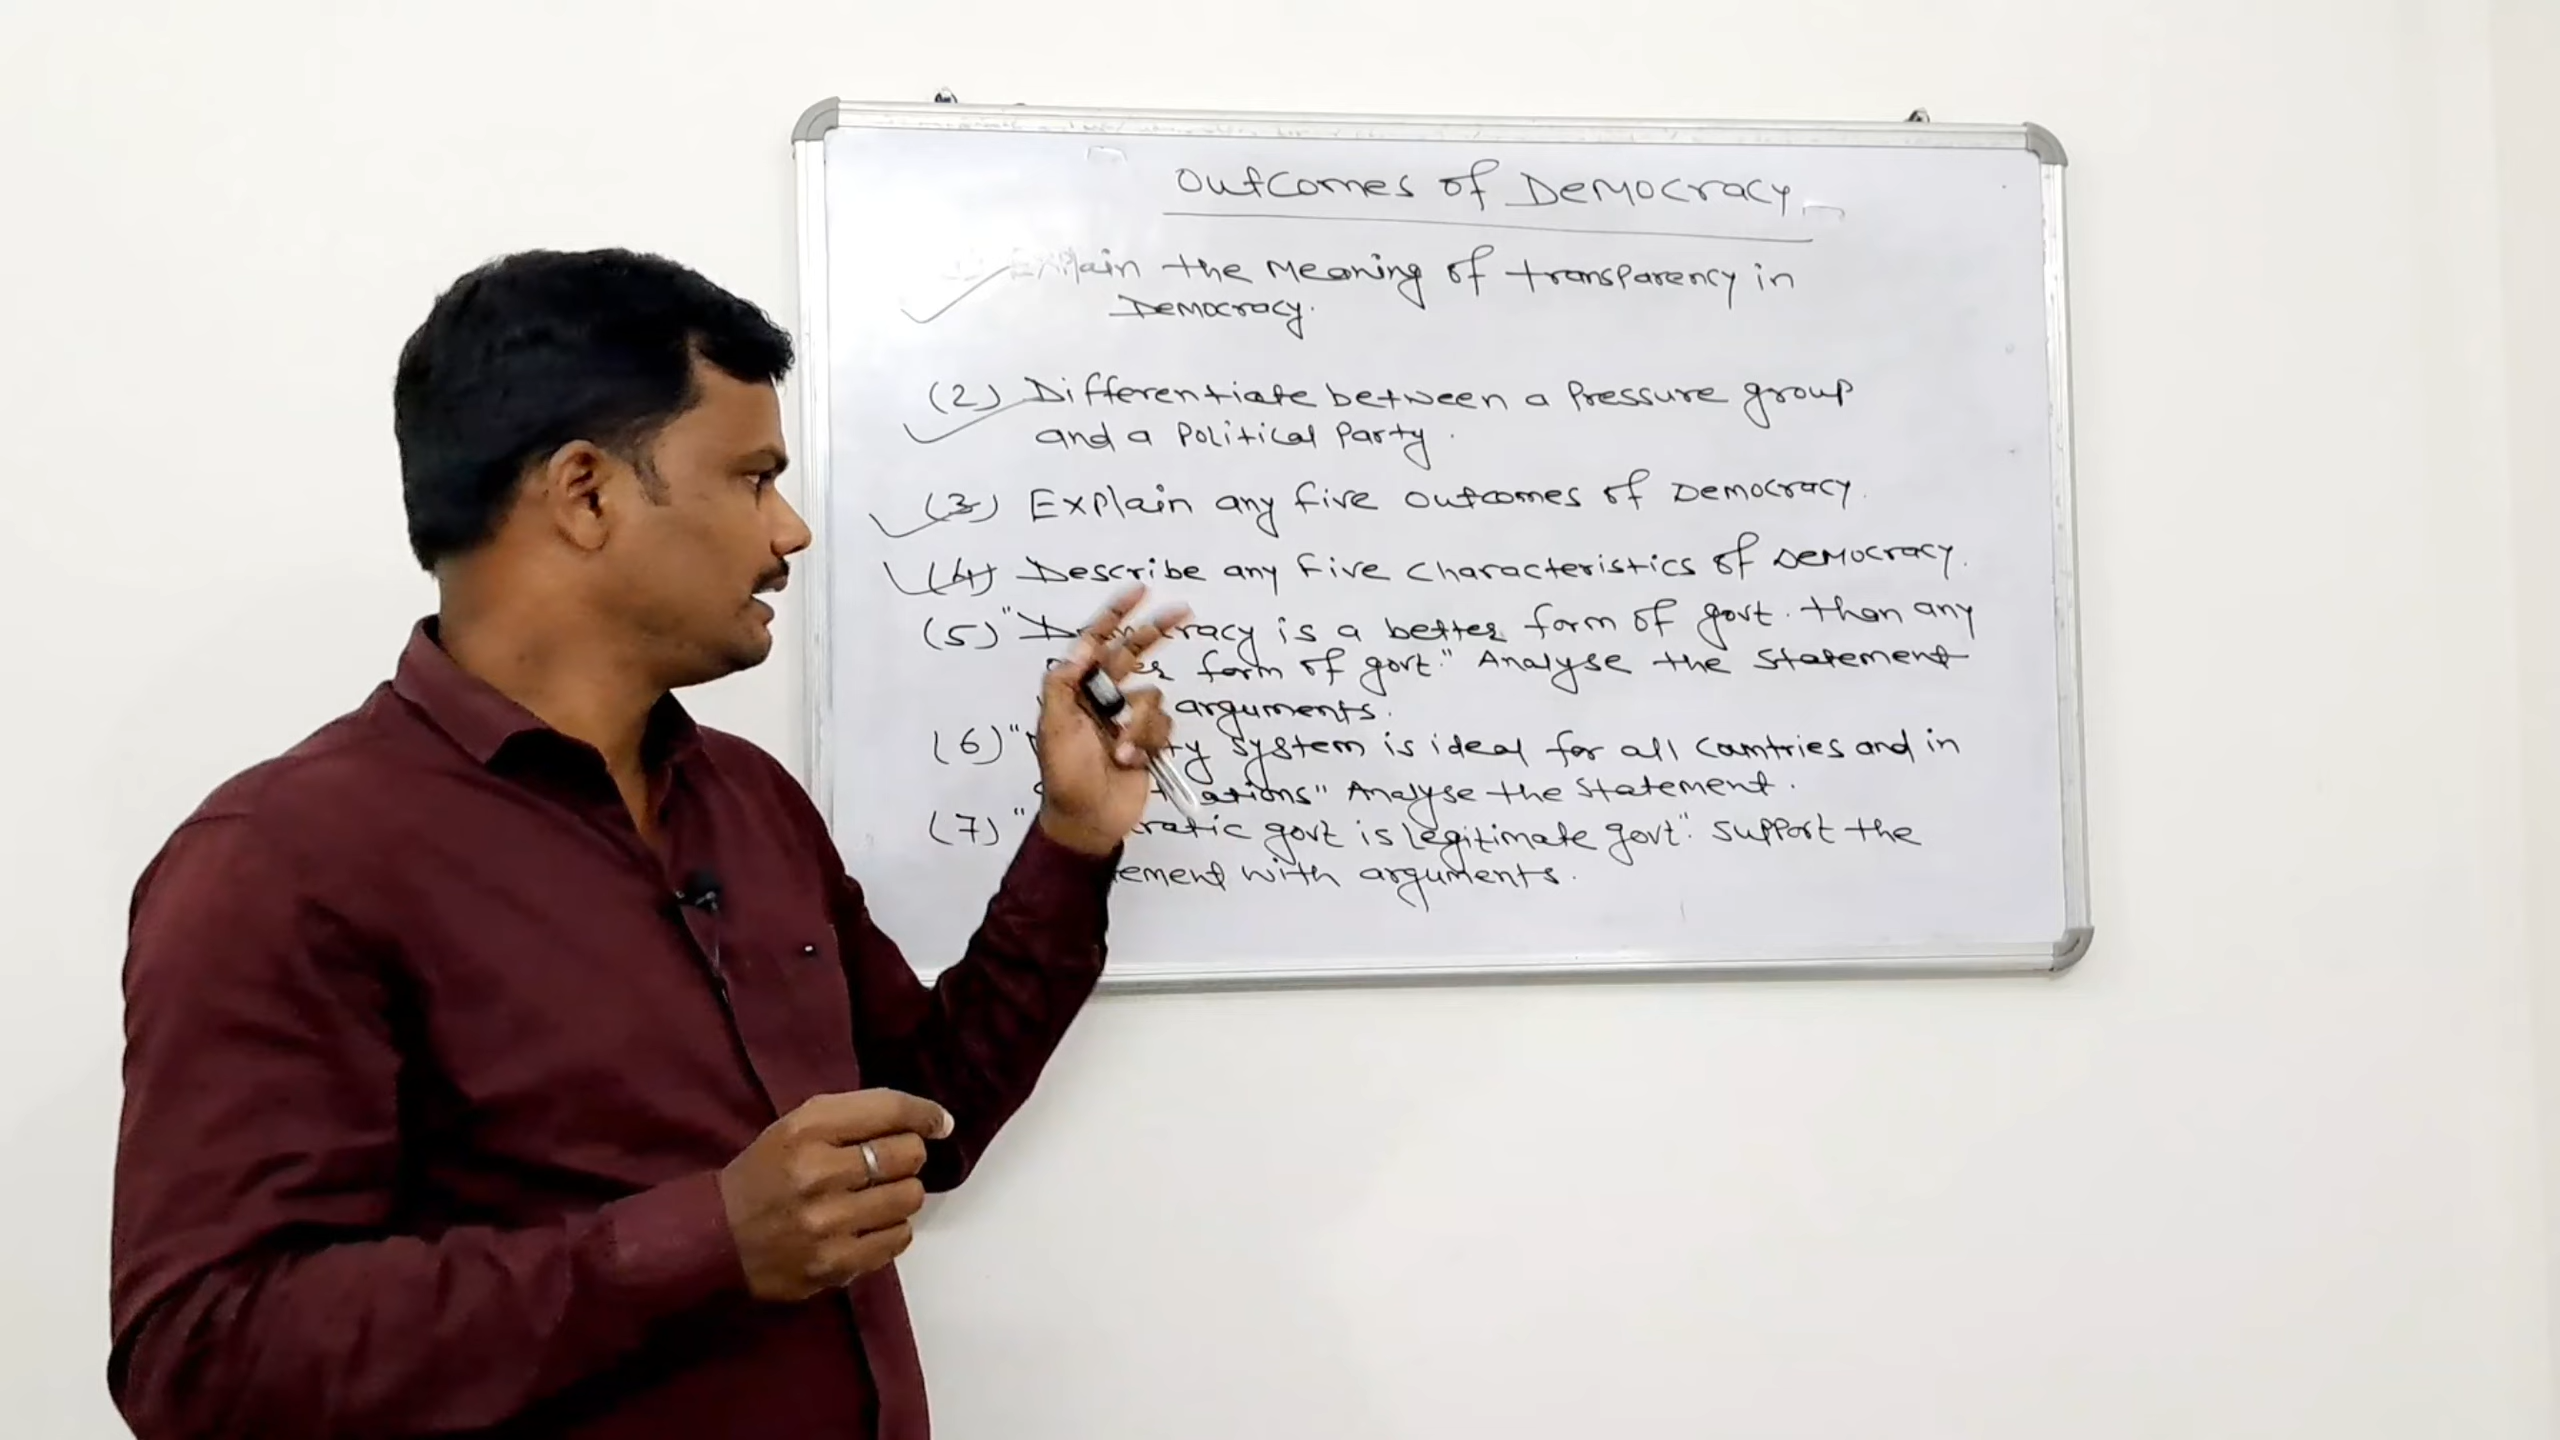 Outcomes of Democracy
Explain the Meaning of transparency in
Democracy.
(2) Differentiate between a Pressure group
and a Political Party.
(3) Explain any five outcomes of Democracy.
(4) Describe any five Characteristics of Democracy.
(5) " is a better form of govt. than any
form of govt." Analyse the Statement
arguments.
(6) " system is ideal for all Countries and in
" Analyse the Statement.
(7) " govt is legitimate govt". Support the
with arguments.